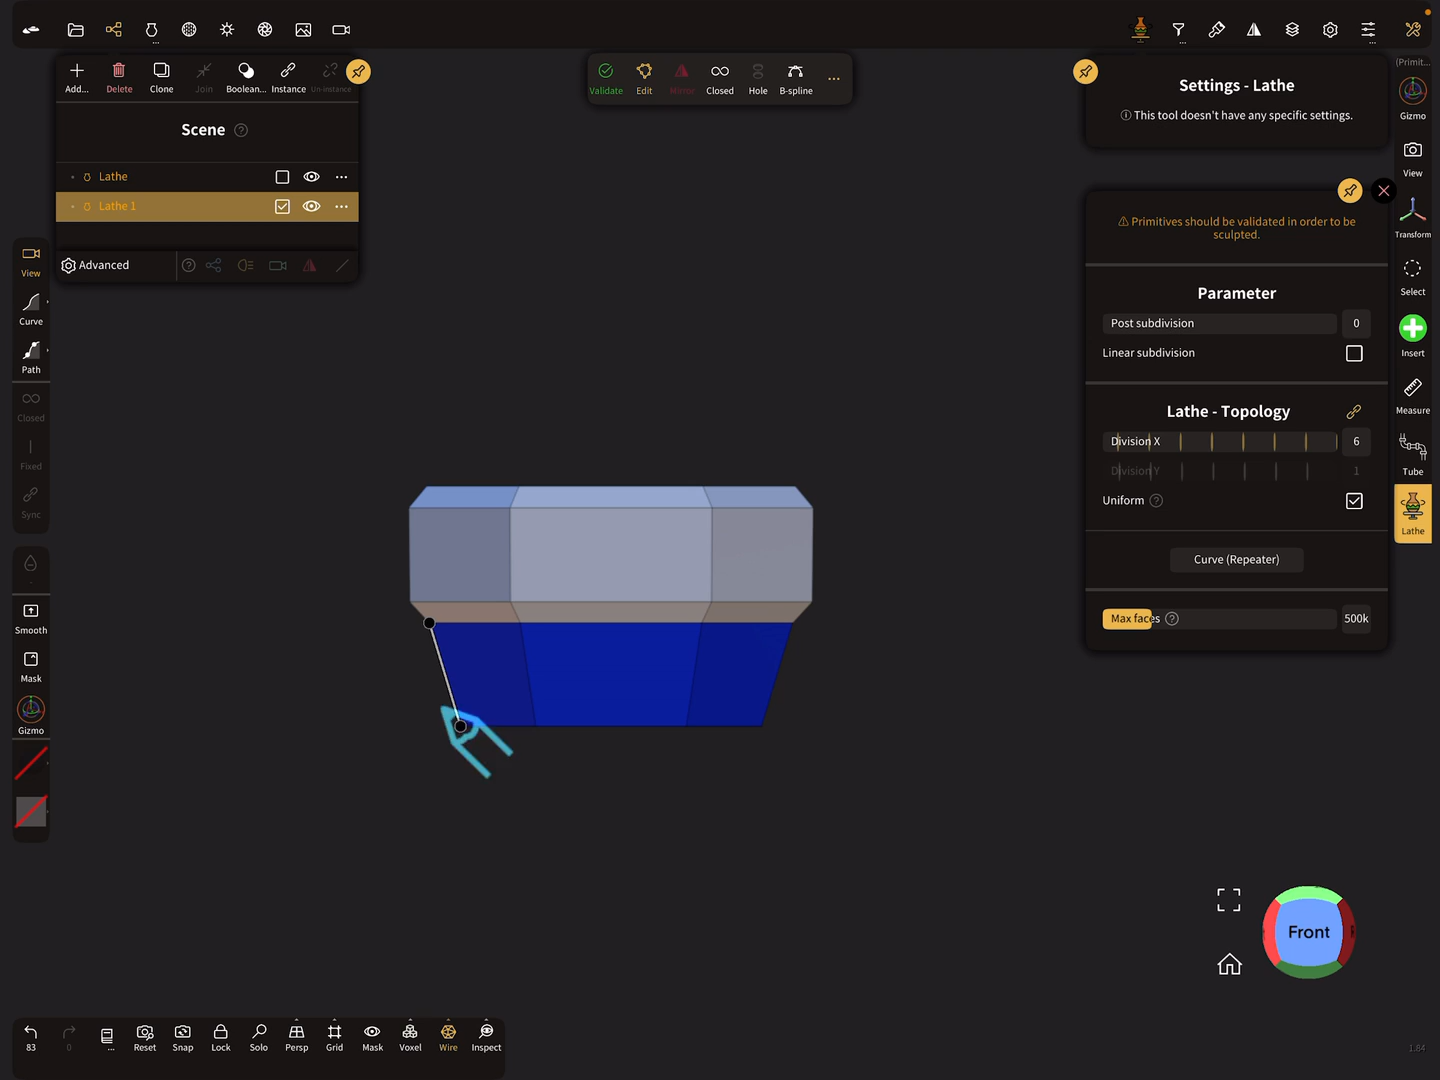 Add...
Delete
Clone
Join
Boolean...
Instance
Un-instance
Scene
Lathe
Lathe 1
Advanced
Validate
Edit
Mirror
Closed
Hole
B-spline
Settings - Lathe
This tool doesn't have any specific settings.
Primitives should be validated in order to be
sculpted.
Parameter
Post subdivision 0
Linear subdivision
Lathe - Topology
Division X 6
Division Y 1
Uniform
Curve (Repeater)
Max faces 500k
(Primit...
Gizmo
View
Transform
Select
Insert
Measure
Tube
Lathe
View
Curve
Path
Closed
Fixed
Sync
Smooth
Mask
Gizmo
Front
83
0
...
Reset
Snap
Lock
Solo
Persp
Grid
Mask
Voxel
Wire
Inspect
1.84